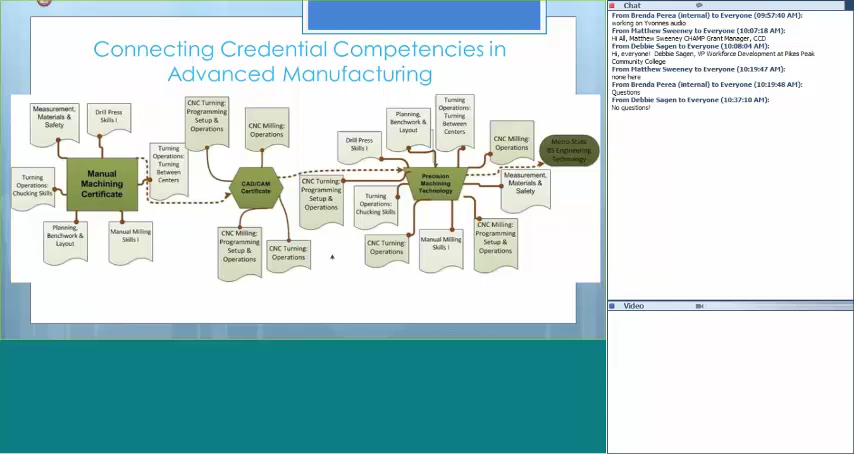 Connecting Credential Competencies in
Advanced Manufacturing
Measurement,
Materials &
Safety
Drill Press
Skills I
Turning
Operations:
Chucking Skills
Manual
Machining
Certificate
Turning
Operations:
Turning
Between
Centers
Planning,
Benchwork &
Layout
Manual Milling
Skills I
CNC Turning:
Programming
Setup &
Operations
CNC Milling:
Operations
CAD/CAM
Certificate
CNC Milling:
Programming
Setup &
Operations
CNC Turning:
Operations
Drill Press
Skills I
Planning,
Benchwork &
Layout
Turning
Operations:
Turning
Between
Centers
CNC Milling:
Operations
Metro State
BS Engineering
Technology
CNC Turning:
Programming
Setup &
Operations
Precision
Machining
Technology
Measurement,
Materials &
Safety
Turning
Operations:
Chucking Skills
CNC Turning:
Operations
Manual Milling
Skills I
CNC Milling:
Programming
Setup &
Operations
Chat
From Brenda Perea (internal) to Everyone (09:57:40 AM):
working on Yvonnes audio
From Matthew Sweeney to Everyone (10:07:18 AM):
Hi All, Matthew Sweeney CHAMP Grant Manager, CCD
From Debbie Sagen to Everyone (10:08:04 AM):
Hi, everyone! Debbie Sagen, VP Workforce Development at Pikes Peak
Community College
From Matthew Sweeney to Everyone (10:19:47 AM):
none here
From Brenda Perea (internal) to Everyone (10:19:48 AM):
Questions
From Debbie Sagen to Everyone (10:37:10 AM):
No questions!
Video